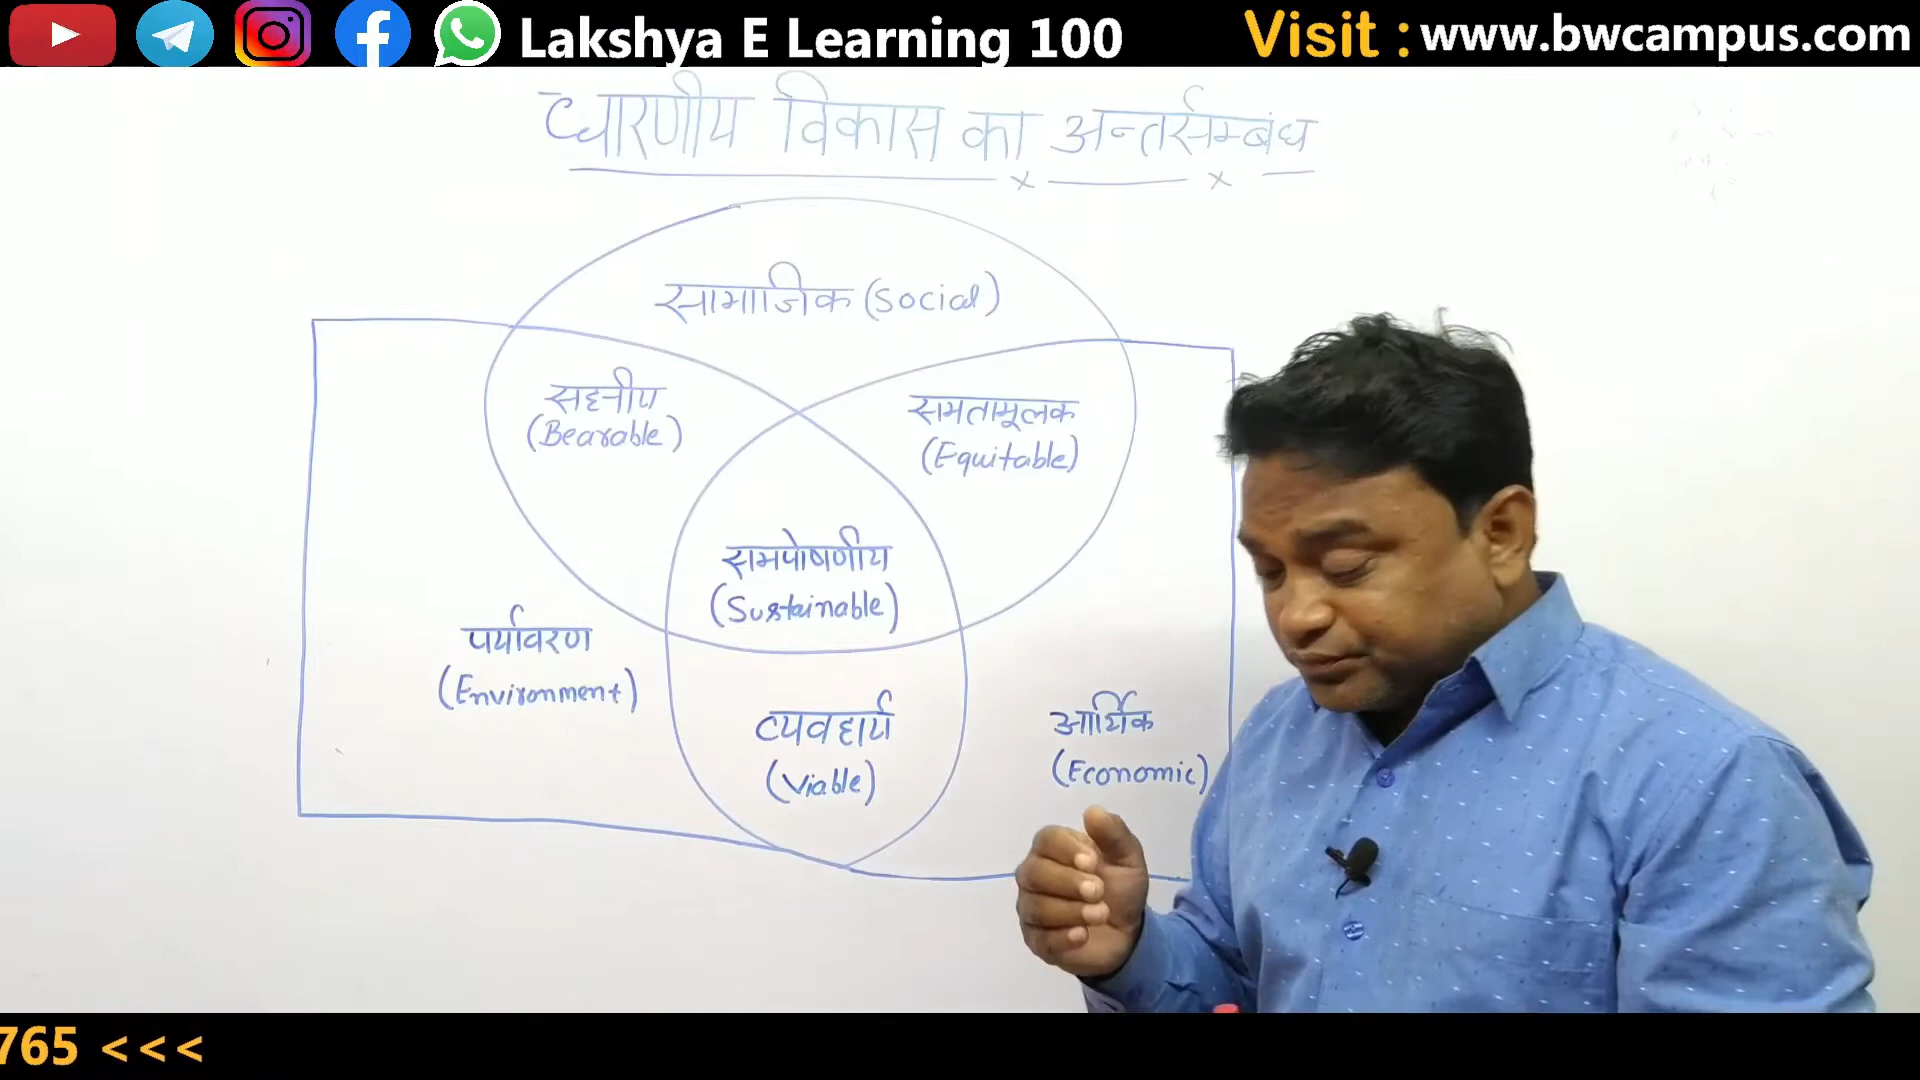 Lakshya E Learning 100
Visit : www.bwcampus.com
धारणीय विकास का अन्तर्सम्बंध
सामाजिक (Social)
सहनीय
(Bearable)
समतामूलक
(Equitable)
समपोषणीय
(Sustainable)
पर्यावरण
(Environment)
व्यवहार्य
(Viable)
आर्थिक
(Economic)
765 <<<